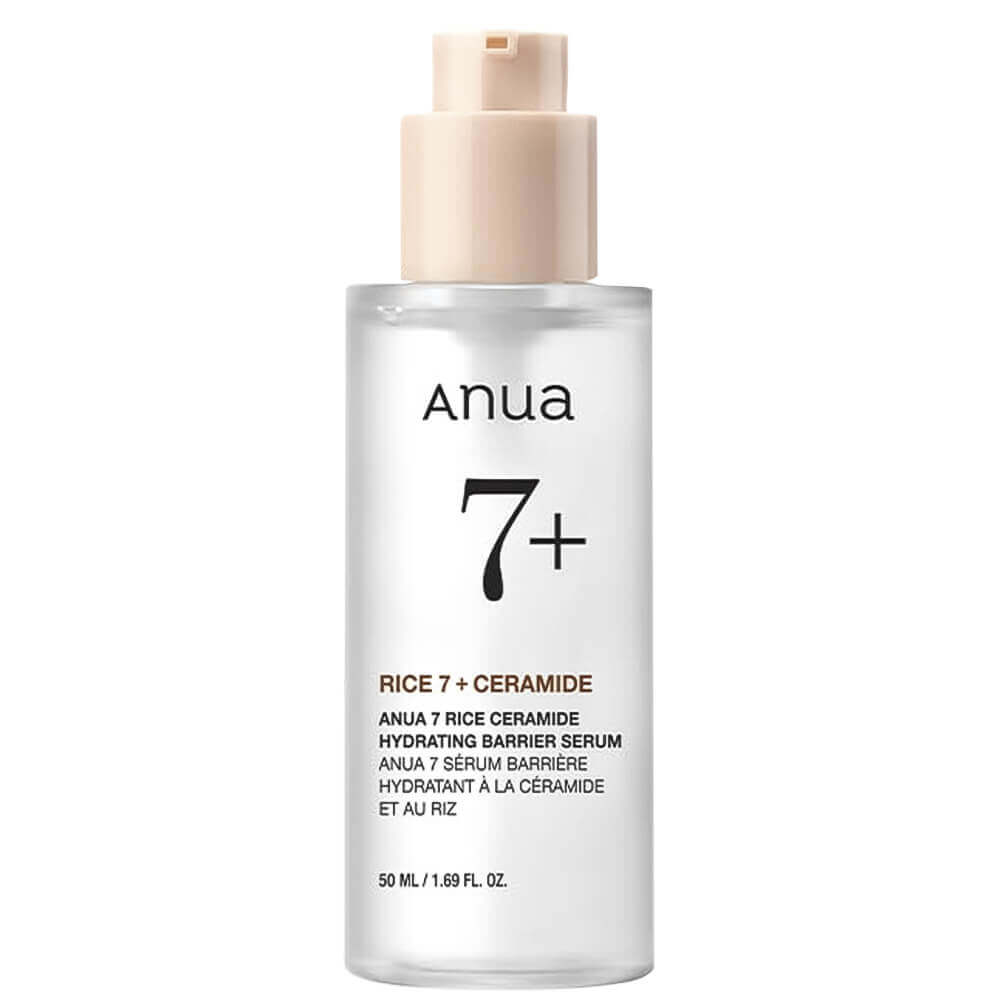 Anua
7+
RICE 7 + CERAMIDE
ANUA 7 RICE CERAMIDE
HYDRATING BARRIER SERUM
ANUA 7 SÉRUM BARRIÈRE
HYDRATANT À LA CÉRAMIDE
ET AU RIZ
50 ML / 1.69 FL. OZ.